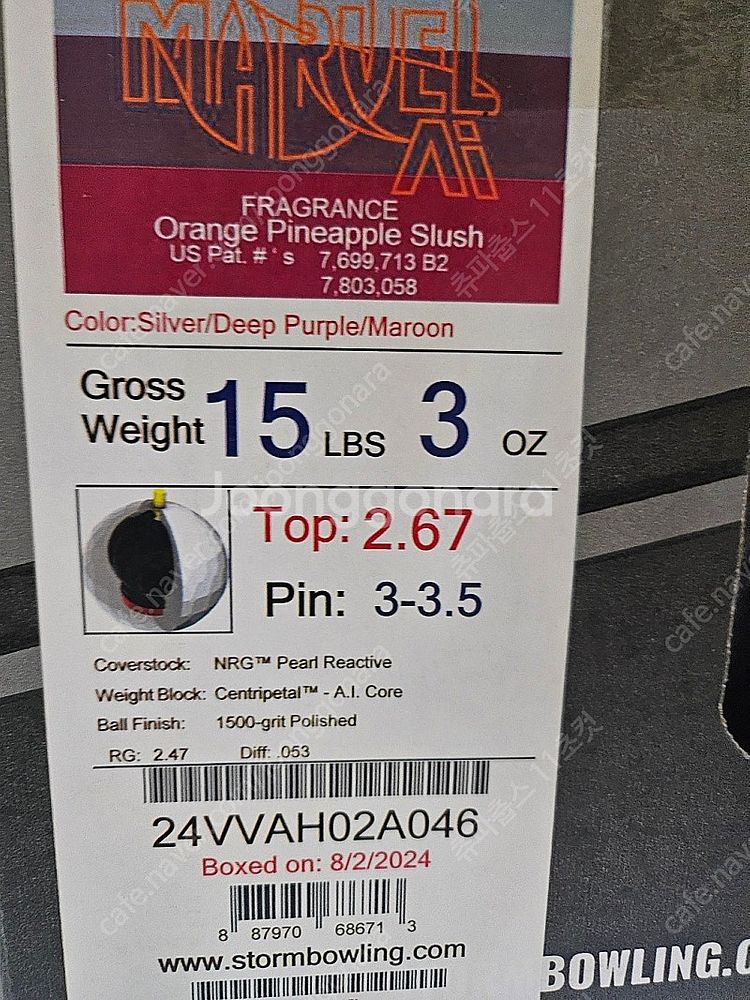 MARVEL
Ai
FRAGRANCE
Orange Pineapple Slush
US Pat. #'s 7,699,713 B2
7,803,058
Color:Silver/Deep Purple/Maroon
Gross Weight 15 LBS 3 OZ
Joonggonara
Top: 2.67
Pin: 3-3.5
Coverstock: NRG™ Pearl Reactive
Weight Block: Centripetal™ - A.I. Core
Ball Finish: 1500-grit Polished
RG: 2.47 Diff: .053
24VVAH02A046
Boxed on: 8/2/2024
8 87970 68671 3
www.stormbowling.com
BOWLING.C